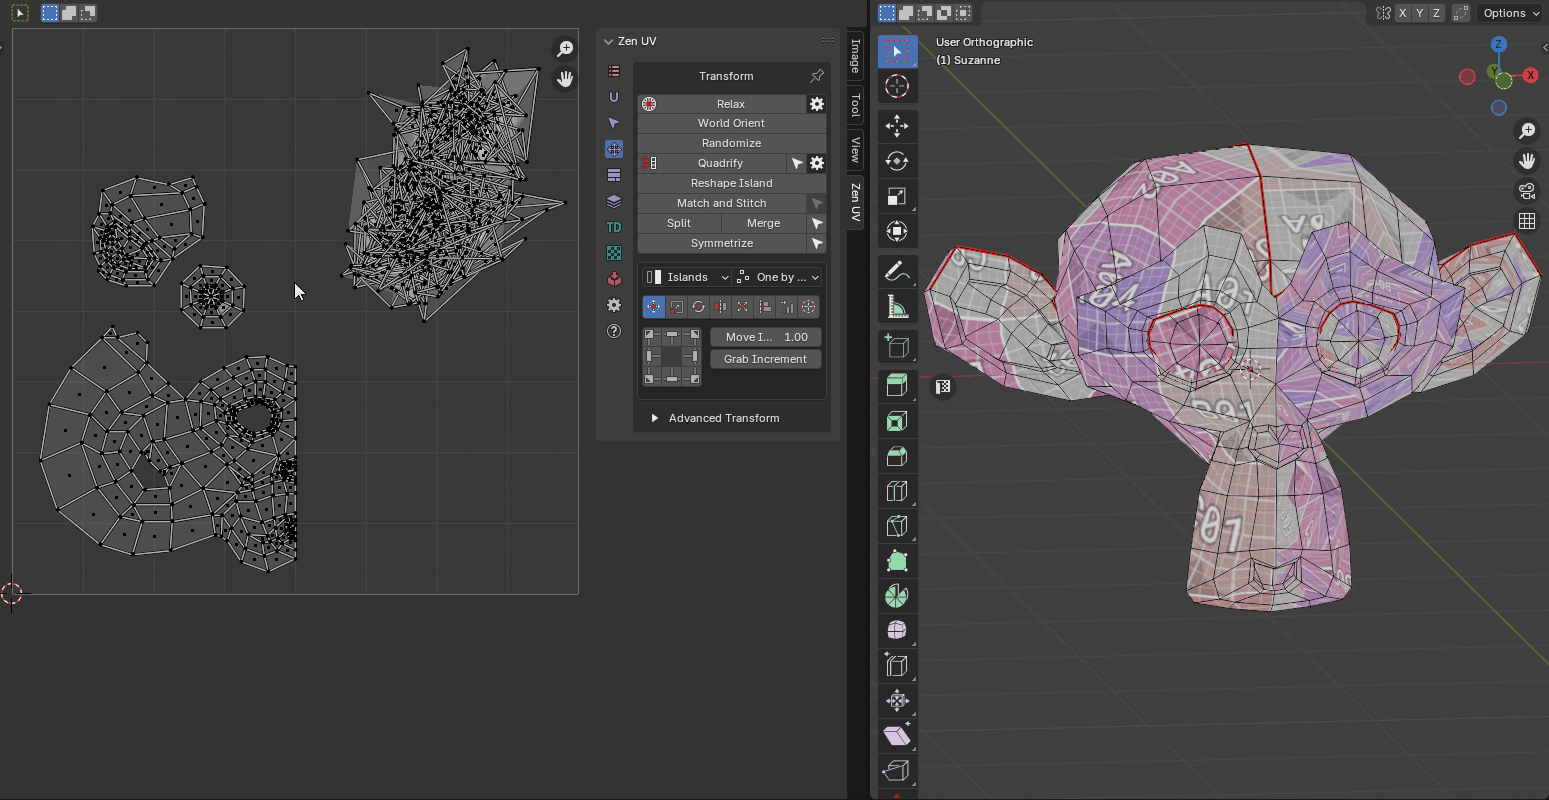 Zen UV
Transform
Relax
World Orient
Randomize
Quadrify
Reshape Island
Match and Stitch
Split
Merge
Symmetrize
Islands
One by ...
Move I... 1.00
Grab Increment
Advanced Transform
TD
Image
Tool
View
Zen UV
X Y Z
Options
User Orthographic
(1) Suzanne
Z
Y
X
A02